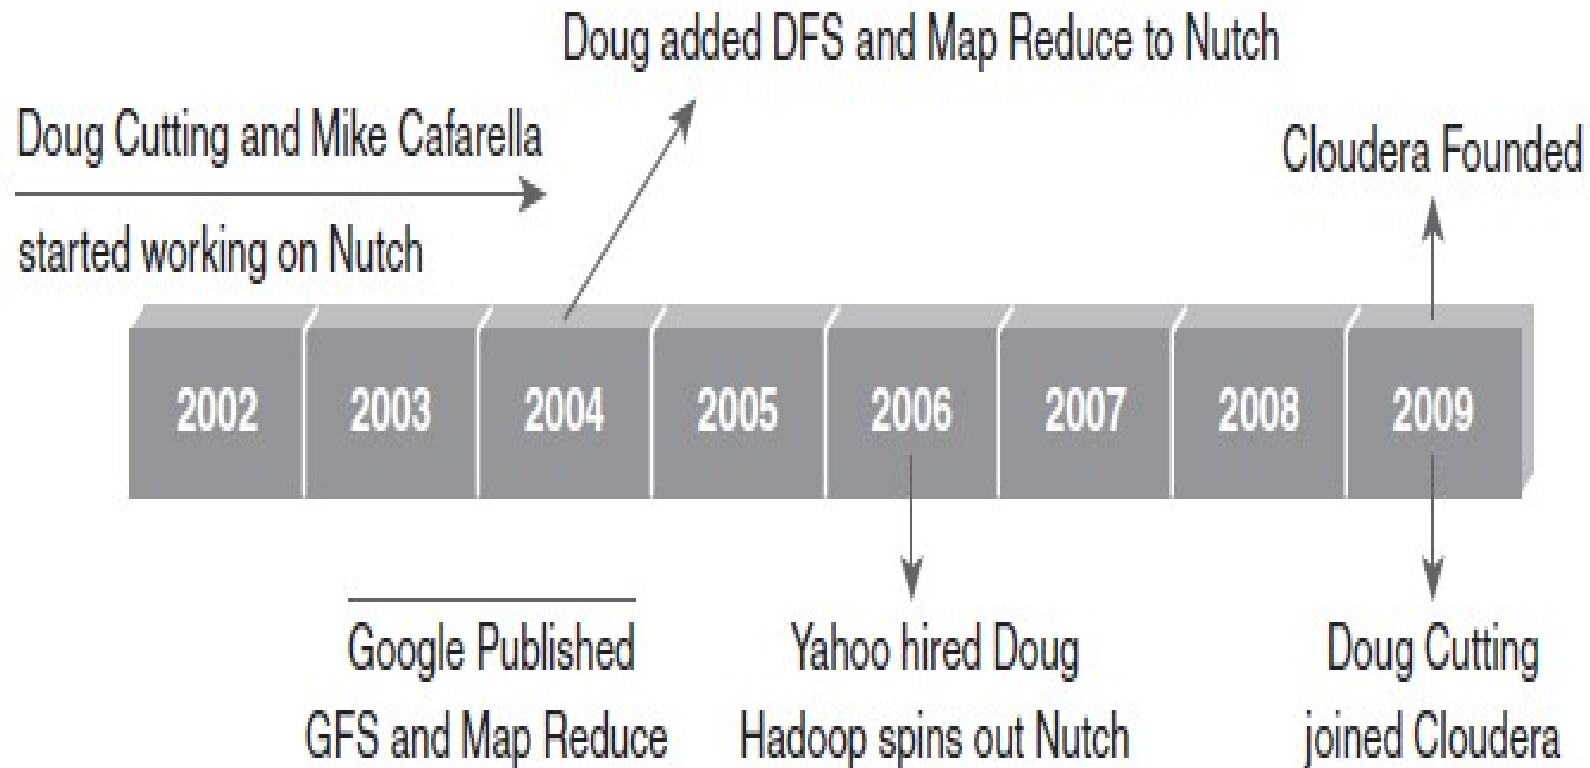 Doug added DFS and Map Reduce to Nutch
Doug Cutting and Mike Cafarella
started working on Nutch
Cloudera Founded
2002
2003
2004
2005
2006
2007
2008
2009
Google Published
GFS and Map Reduce
Yahoo hired Doug
Hadoop spins out Nutch
Doug Cutting
joined Cloudera